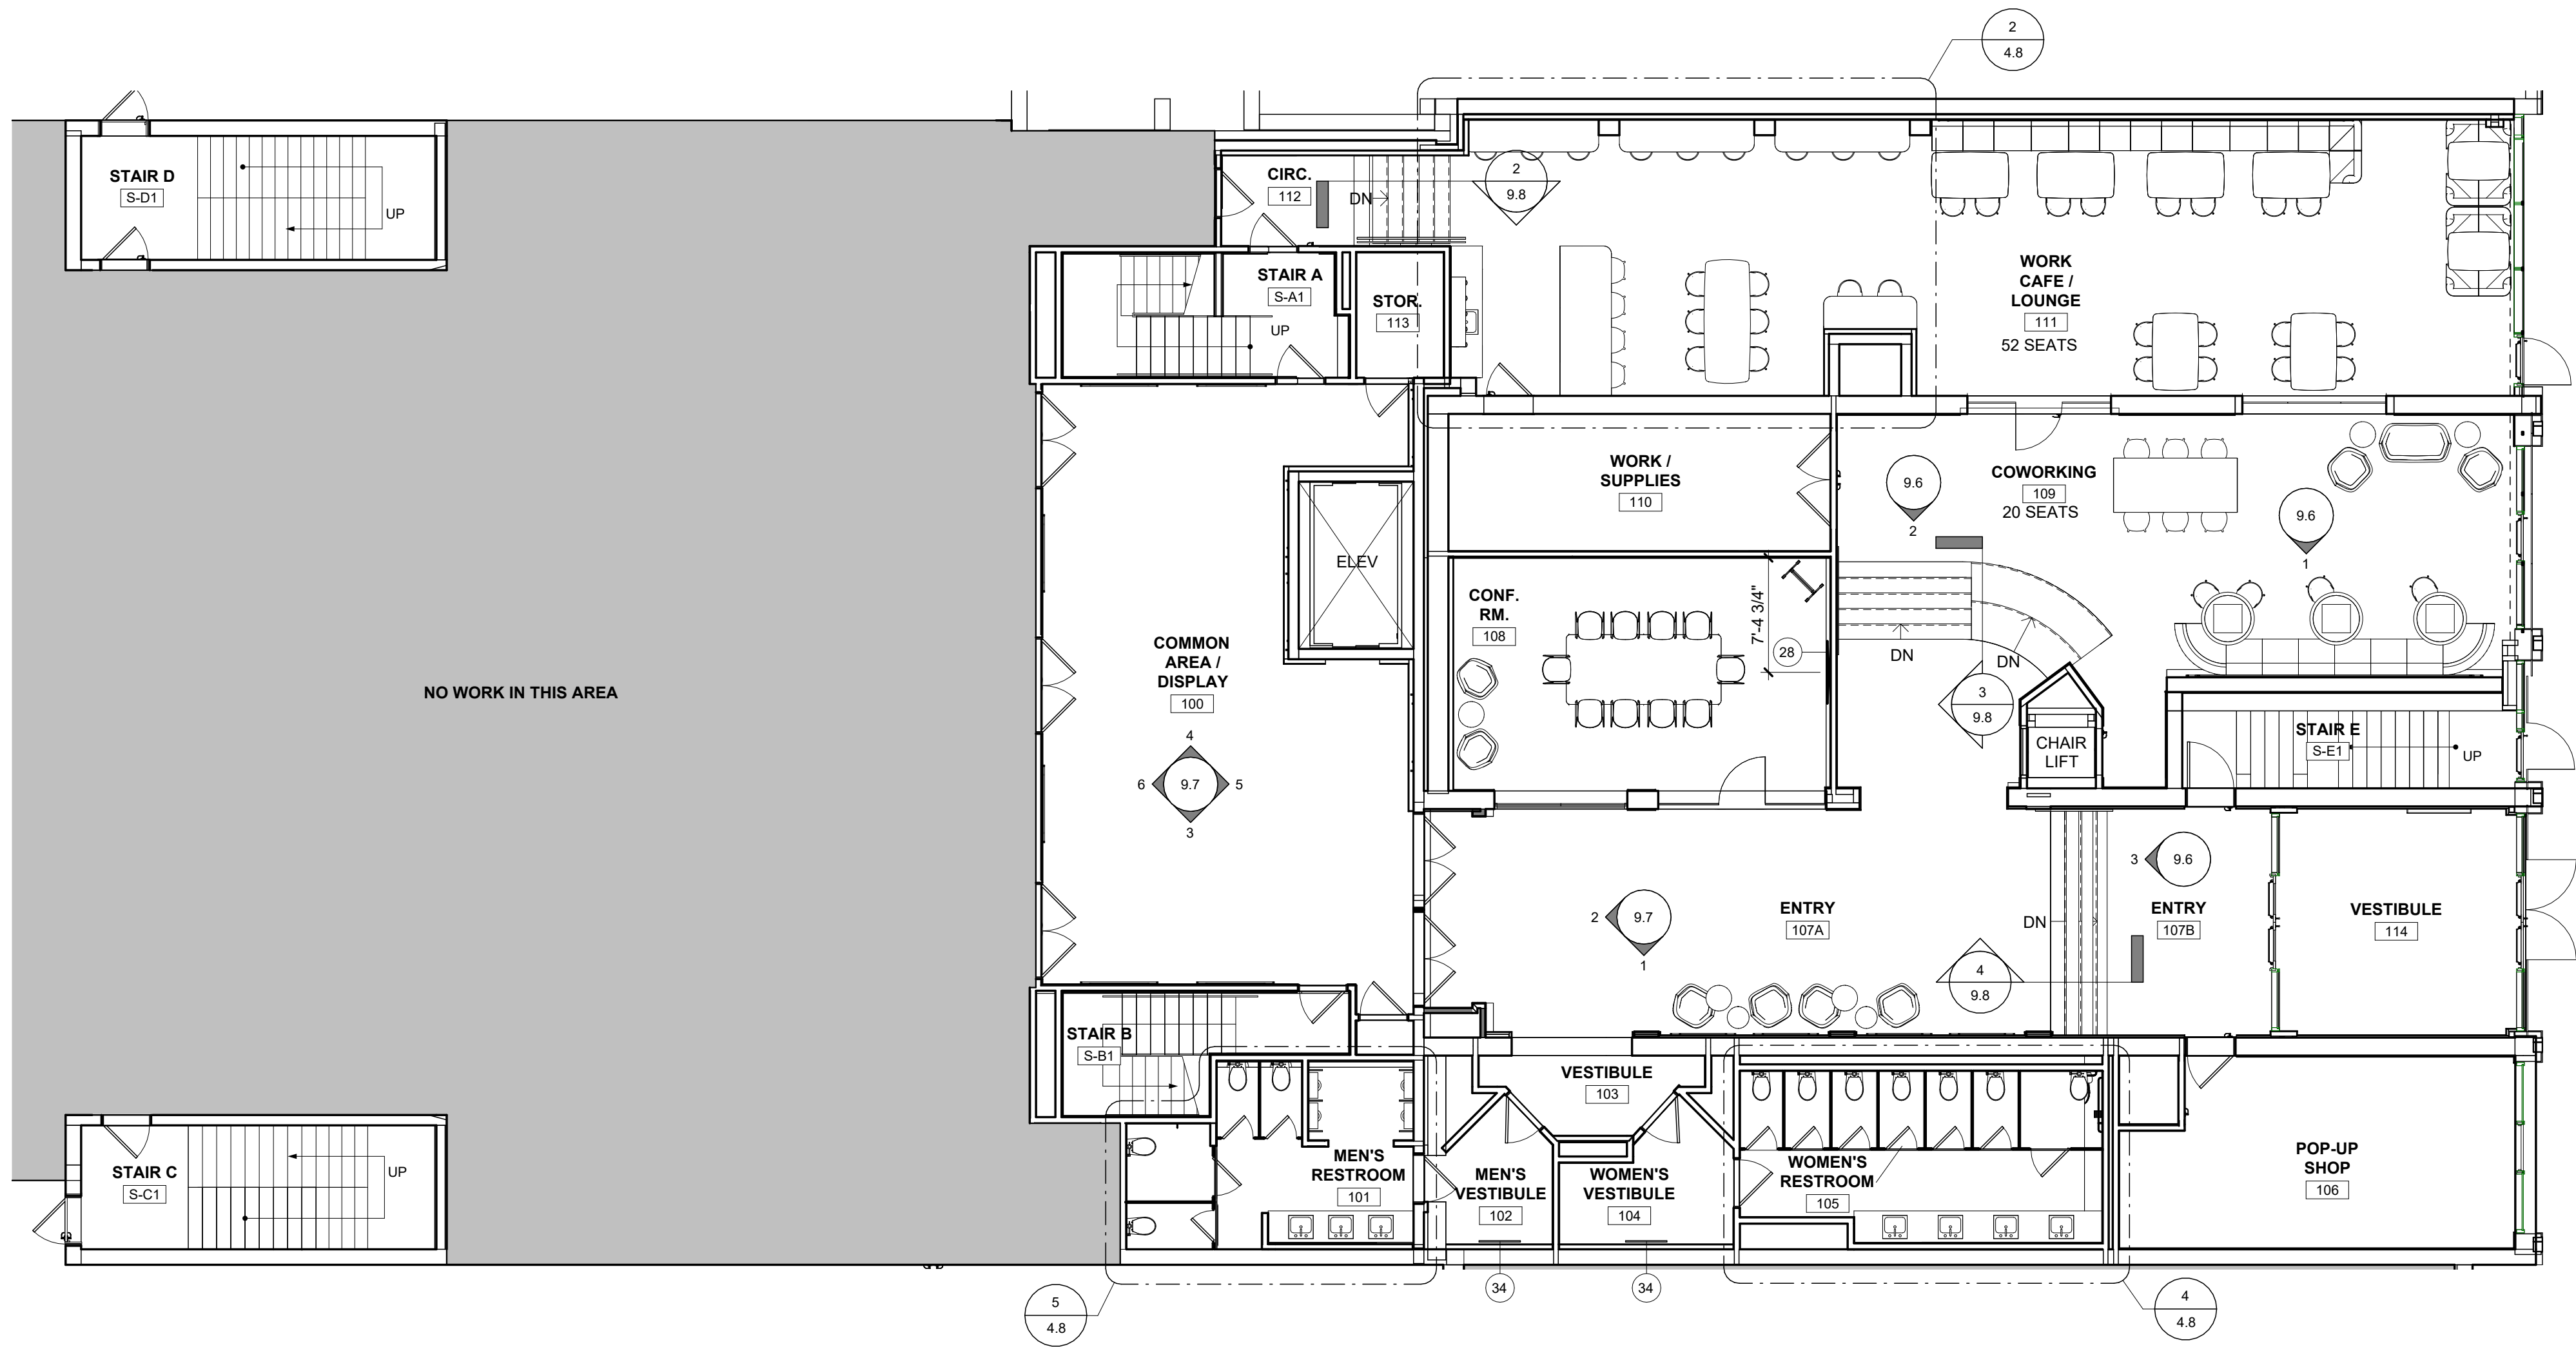 2
4.8
STAIR D
S-D1
UP
CIRC.
112
DN
2
9.8
STAIR A
S-A1
UP
STOR.
113
WORK
CAFE /
LOUNGE
111
52 SEATS
WORK /
SUPPLIES
110
9.6
2
COWORKING
109
20 SEATS
9.6
1
ELEV
CONF.
RM.
108
7'-4 3/4"
28
DN
DN
COMMON
AREA /
DISPLAY
100
NO WORK IN THIS AREA
3
9.8
CHAIR
LIFT
STAIR E
S-E1
UP
4
6
9.7
5
3
3
9.6
2
9.7
1
ENTRY
107A
DN
ENTRY
107B
VESTIBULE
114
4
9.8
STAIR B
S-B1
VESTIBULE
103
STAIR C
S-C1
UP
MEN'S
RESTROOM
101
MEN'S
VESTIBULE
102
WOMEN'S
VESTIBULE
104
WOMEN'S
RESTROOM
105
POP-UP
SHOP
106
5
4.8
34
34
4
4.8